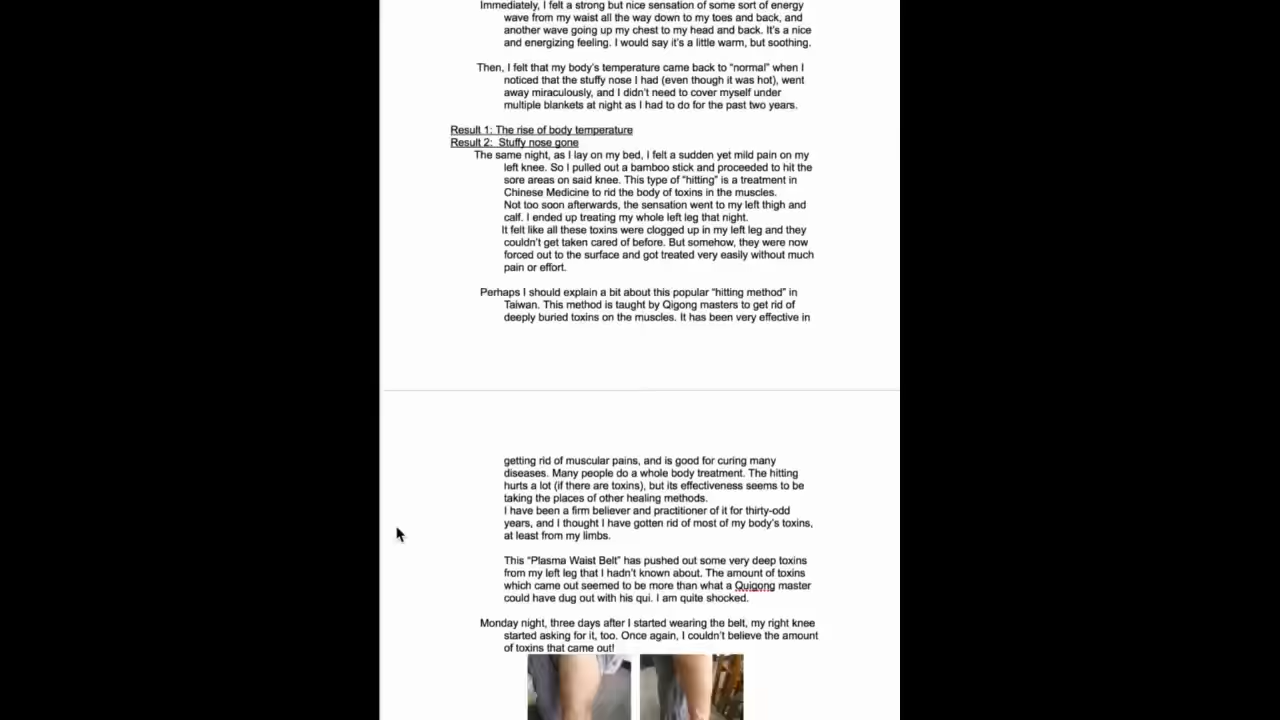 Immediately, I felt a strong but nice sensation of some sort of energy
wave from my waist all the way down to my toes and back, and
another wave going up my chest to my head and back. It's a nice
and energizing feeling. I would say it's a little warm, but soothing.
Then, I felt that my body's temperature came back to “normal” when I
noticed that the stuffy nose I had (even though it was hot), went
away miraculously, and I didn't need to cover myself under
multiple blankets at night as I had to do for the past two years.
Result 1: The rise of body temperature
Result 2:  Stuffy nose gone
The same night, as I lay on my bed, I felt a sudden yet mild pain on my
left knee. So I pulled out a bamboo stick and proceeded to hit the
sore areas on said knee. This type of “hitting” is a treatment in
Chinese Medicine to rid the body of toxins in the muscles.
Not too soon afterwards, the sensation went to my left thigh and
calf. I ended up treating my whole left leg that night.
It felt like all these toxins were clogged up in my left leg and they
couldn't get taken cared of before. But somehow, they were now
forced out to the surface and got treated very easily without much
pain or effort.
Perhaps I should explain a bit about this popular “hitting method” in
Taiwan. This method is taught by Qigong masters to get rid of
deeply buried toxins on the muscles. It has been very effective in
getting rid of muscular pains, and is good for curing many
diseases. Many people do a whole body treatment. The hitting
hurts a lot (if there are toxins), but its effectiveness seems to be
taking the places of other healing methods.
I have been a firm believer and practitioner of it for thirty-odd
years, and I thought I have gotten rid of most of my body's toxins,
at least from my limbs.
This “Plasma Waist Belt” has pushed out some very deep toxins
from my left leg that I hadn't known about. The amount of toxins
which came out seemed to be more than what a Quigong master
could have dug out with his qui. I am quite shocked.
Monday night, three days after I started wearing the belt, my right knee
started asking for it, too. Once again, I couldn't believe the amount
of toxins that came out!